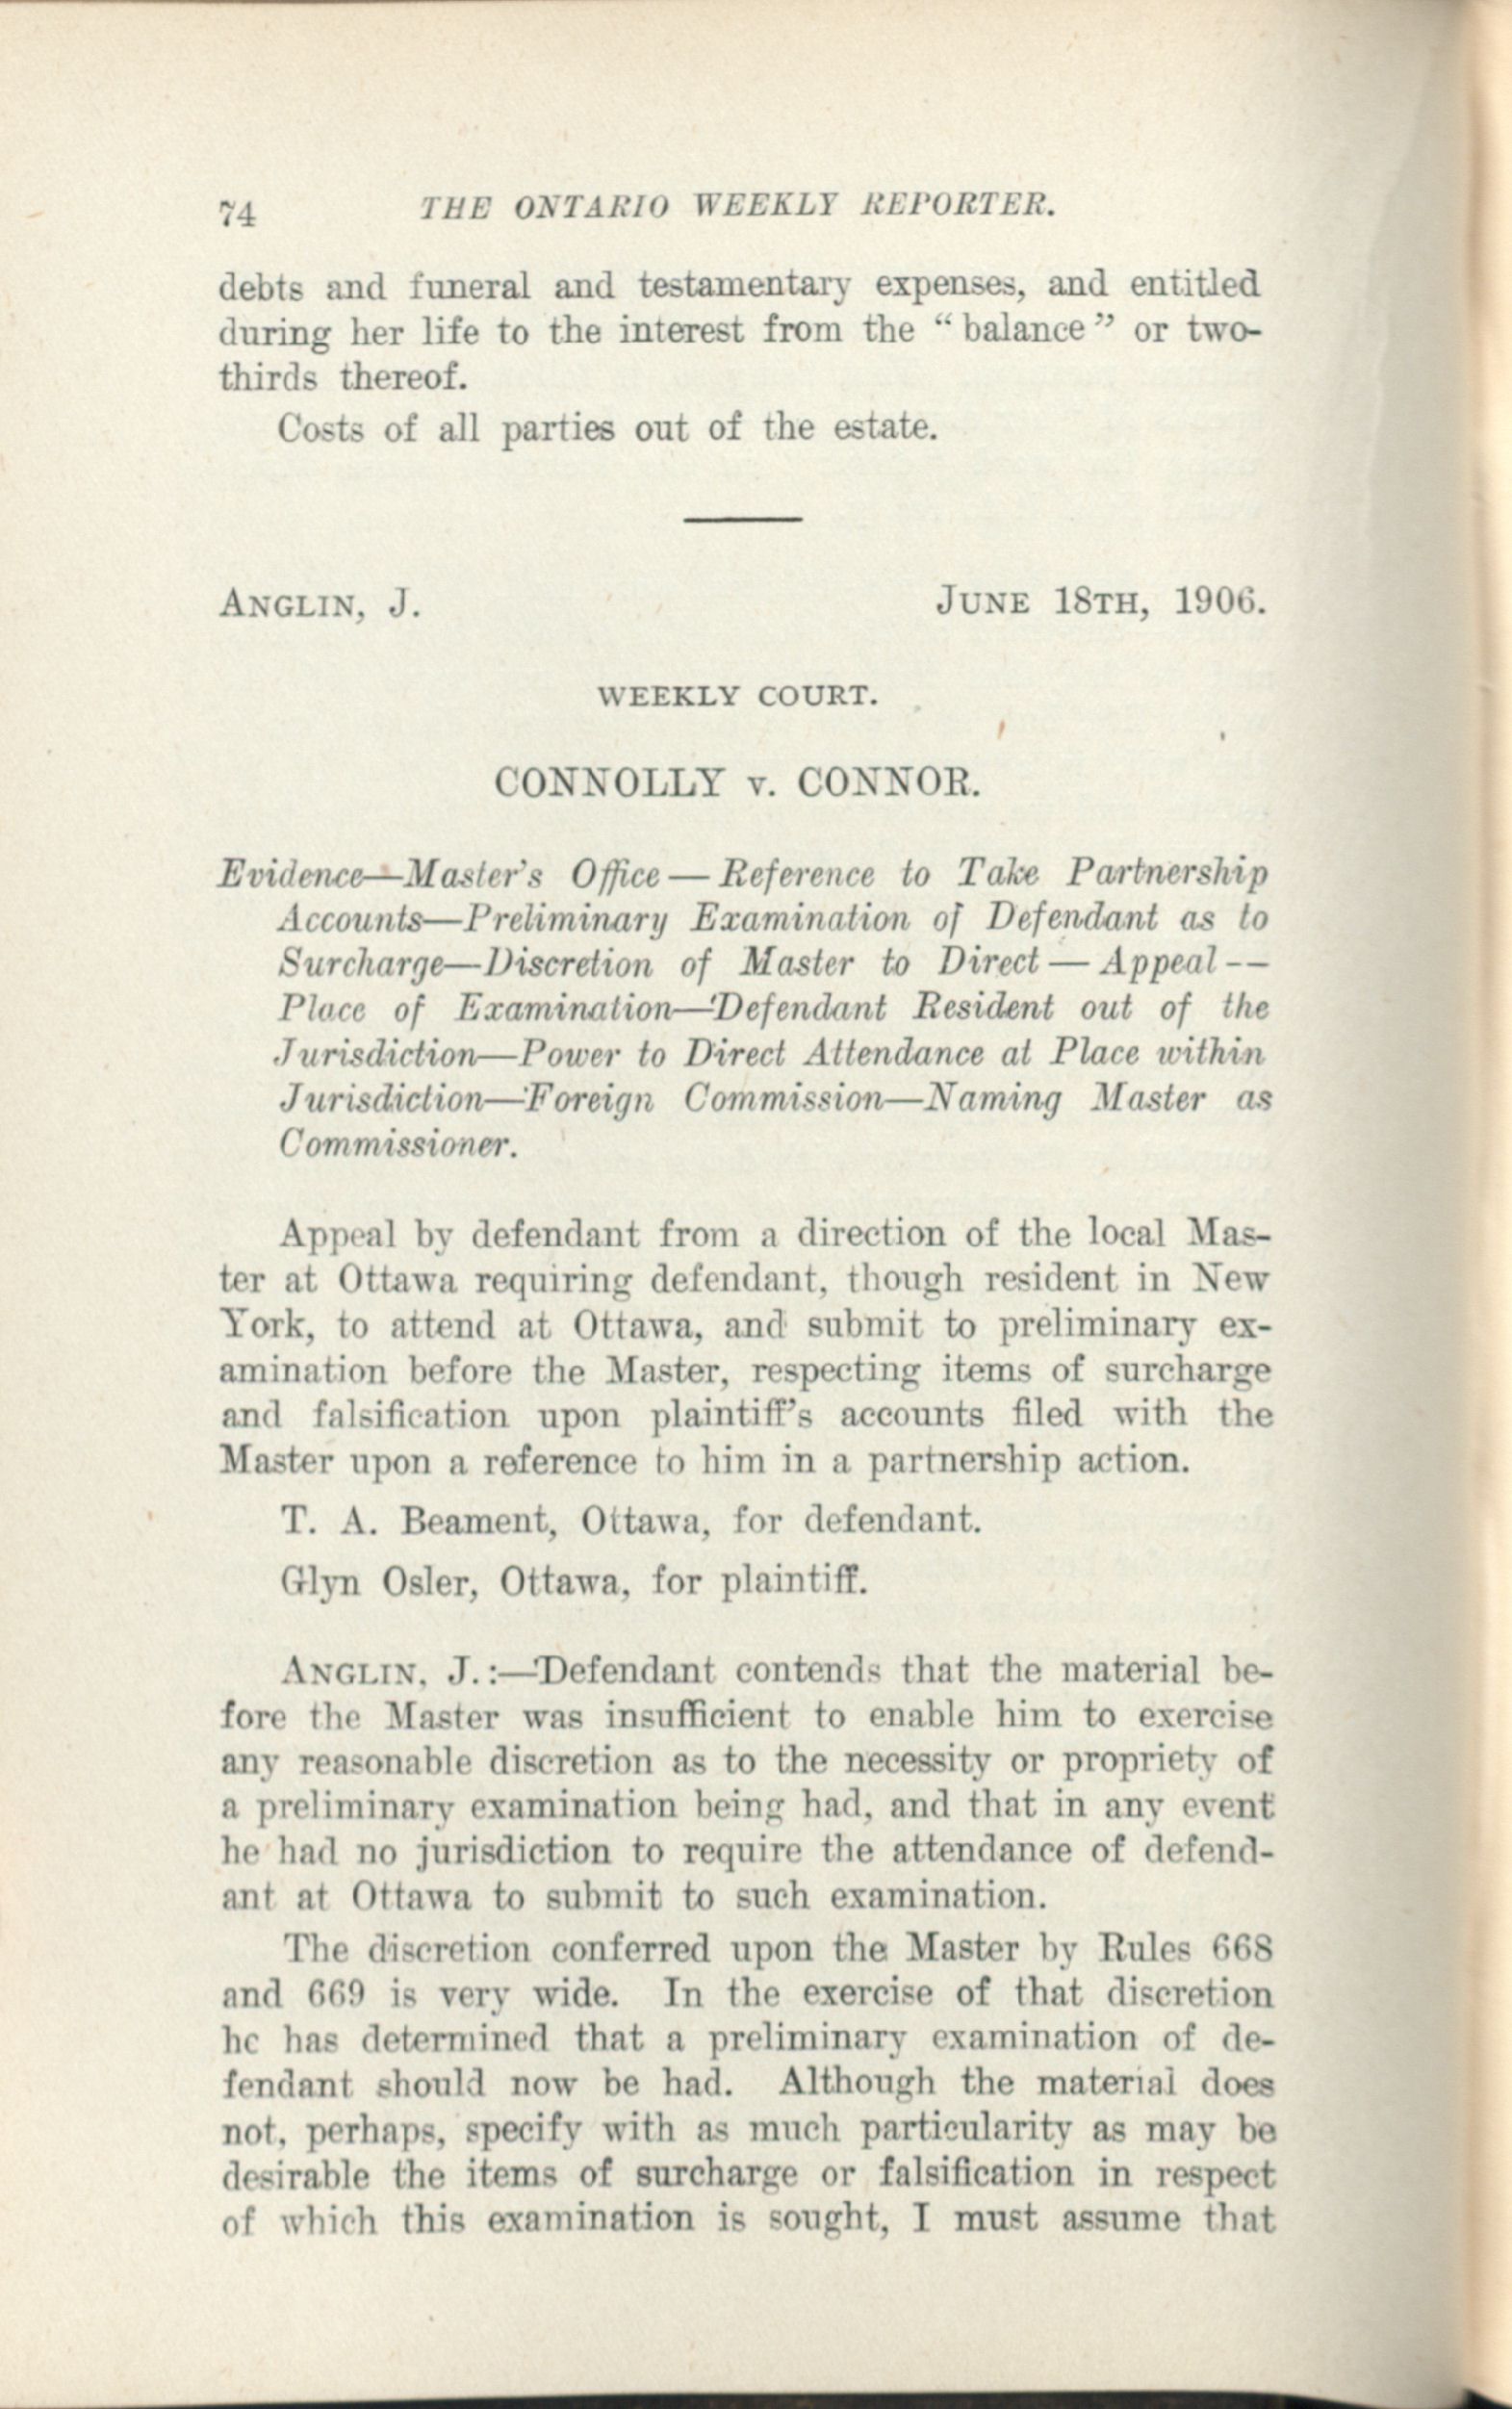 74 THE ONTARIO WEEKLY REPORTER.
debts and funeral and testamentary expenses, and entitled
during her life to the interest from the “balance” or two-
thirds thereof.
Costs of all parties out of the estate.
ANGLIN, J. JUNE 18TH, 1906.
WEEKLY COURT.
CONNOLLY v. CONNOR.
Evidence—Master's Office — Reference to Take Partnership
Accounts—Preliminary Examination of Defendant as to
Surcharge—Discretion of Master to Direct — Appeal --
Place of Examination—Defendant Resident out of the
Jurisdiction—Power to Direct Attendance at Place within
Jurisdiction—Foreign Commission—Naming Master as
Commissioner.
Appeal by defendant from a direction of the local Mas-
ter at Ottawa requiring defendant, though resident in New
York, to attend at Ottawa, and submit to preliminary ex-
amination before the Master, respecting items of surcharge
and falsification upon plaintiff's accounts filed with the
Master upon a reference to him in a partnership action.
T. A. Beament, Ottawa, for defendant.
Glyn Osler, Ottawa, for plaintiff.
ANGLIN, J.:—Defendant contends that the material be-
fore the Master was insufficient to enable him to exercise
any reasonable discretion as to the necessity or propriety of
a preliminary examination being had, and that in any event
he had no jurisdiction to require the attendance of defend-
ant at Ottawa to submit to such examination.
The discretion conferred upon the Master by Rules 668
and 669 is very wide. In the exercise of that discretion
he has determined that a preliminary examination of de-
fendant should now be had. Although the material does
not, perhaps, specify with as much particularity as may be
desirable the items of surcharge or falsification in respect
of which this examination is sought, I must assume that